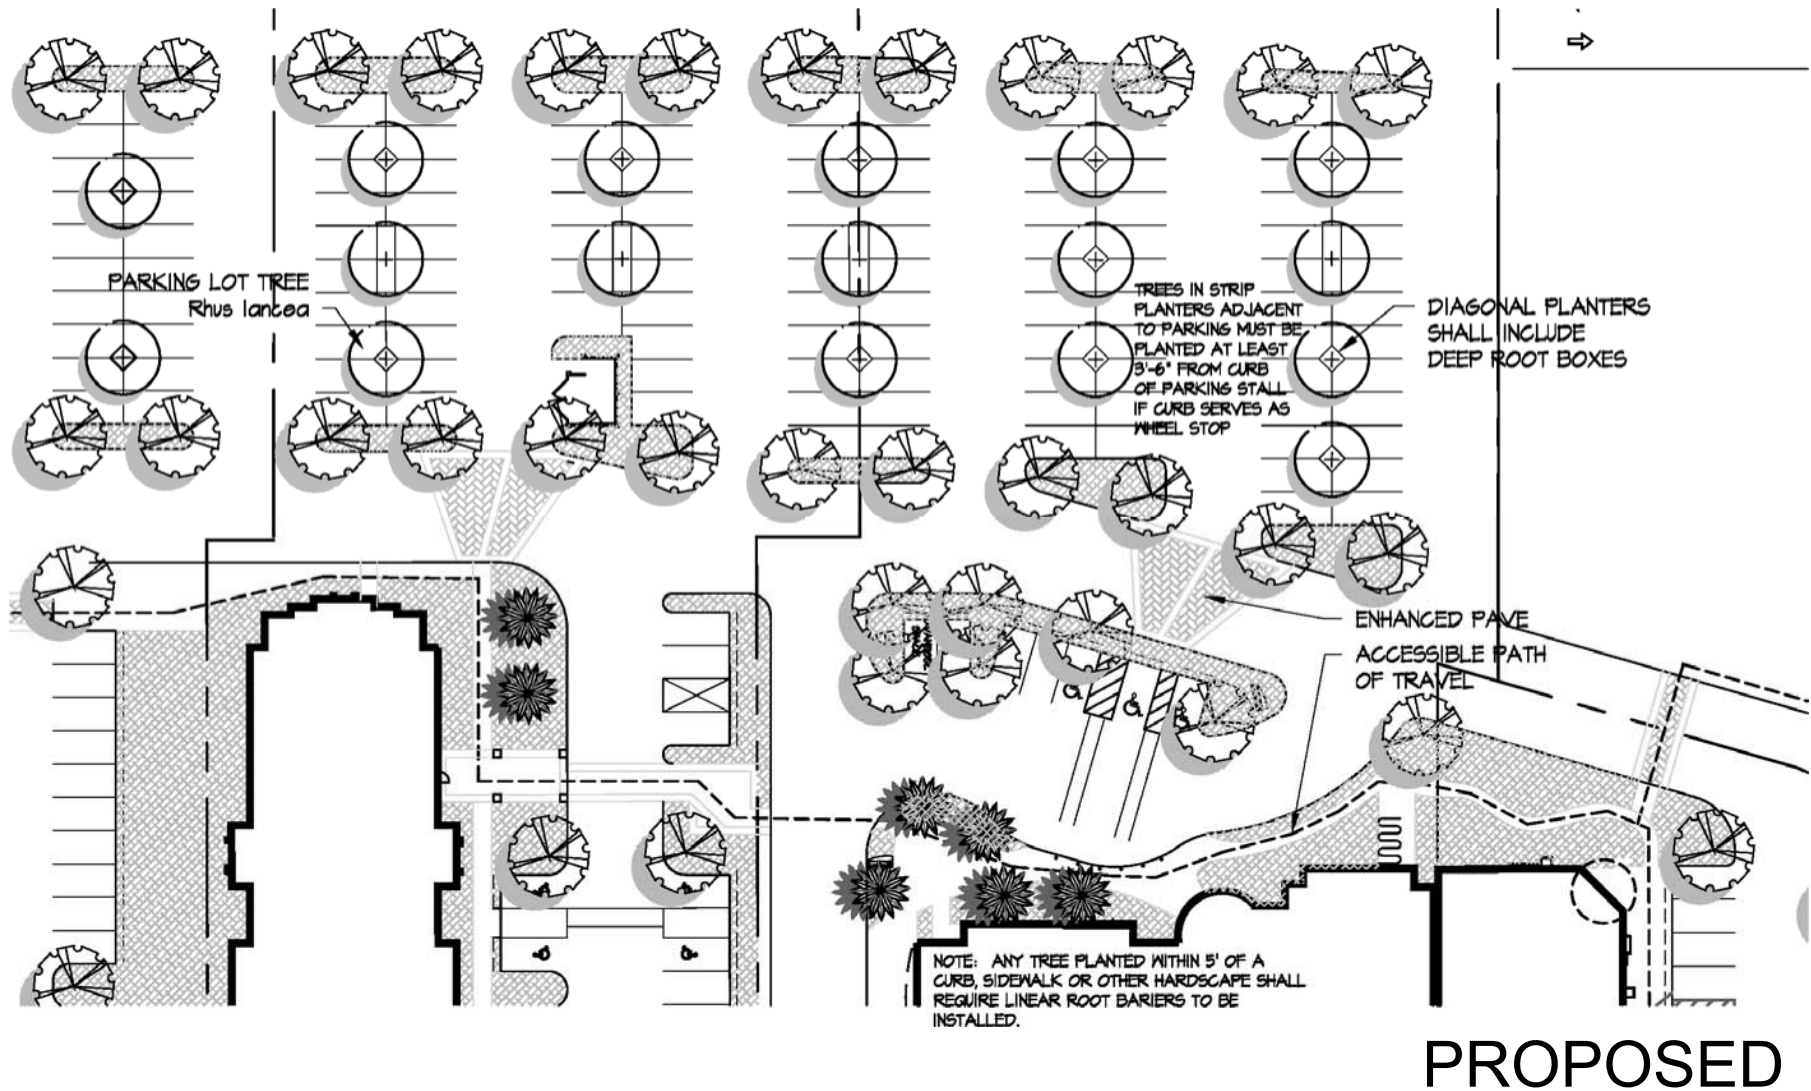 PARKING LOT TREE
Rhus lancea
TREES IN STRIP
PLANTERS ADJACENT
TO PARKING MUST BE
PLANTED AT LEAST
3'-6" FROM CURB
OF PARKING STALL
IF CURB SERVES AS
WHEEL STOP
DIAGONAL PLANTERS
SHALL INCLUDE
DEEP ROOT BOXES
ENHANCED PAVE
ACCESSIBLE PATH
OF TRAVEL
NOTE: ANY TREE PLANTED WITHIN 5' OF A
CURB, SIDEWALK OR OTHER HARDSCAPE SHALL
REQUIRE LINEAR ROOT BARIERS TO BE
INSTALLED.
PROPOSED